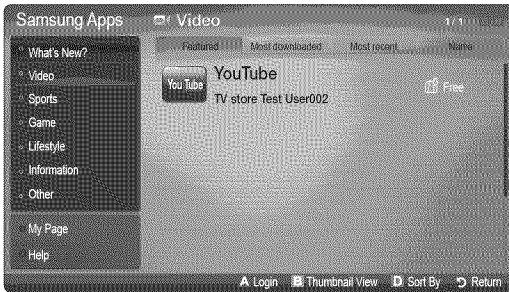 Samsung Apps
Video
1/1
What's New?
Video
Sports
Game
Lifestyle
Information
Other
My Page
Help
Featured
Most downloaded
Most recent
Name
You Tube
YouTube
TV store Test User002
Free
A Login
B Thumbnail View
D Sort By
Return